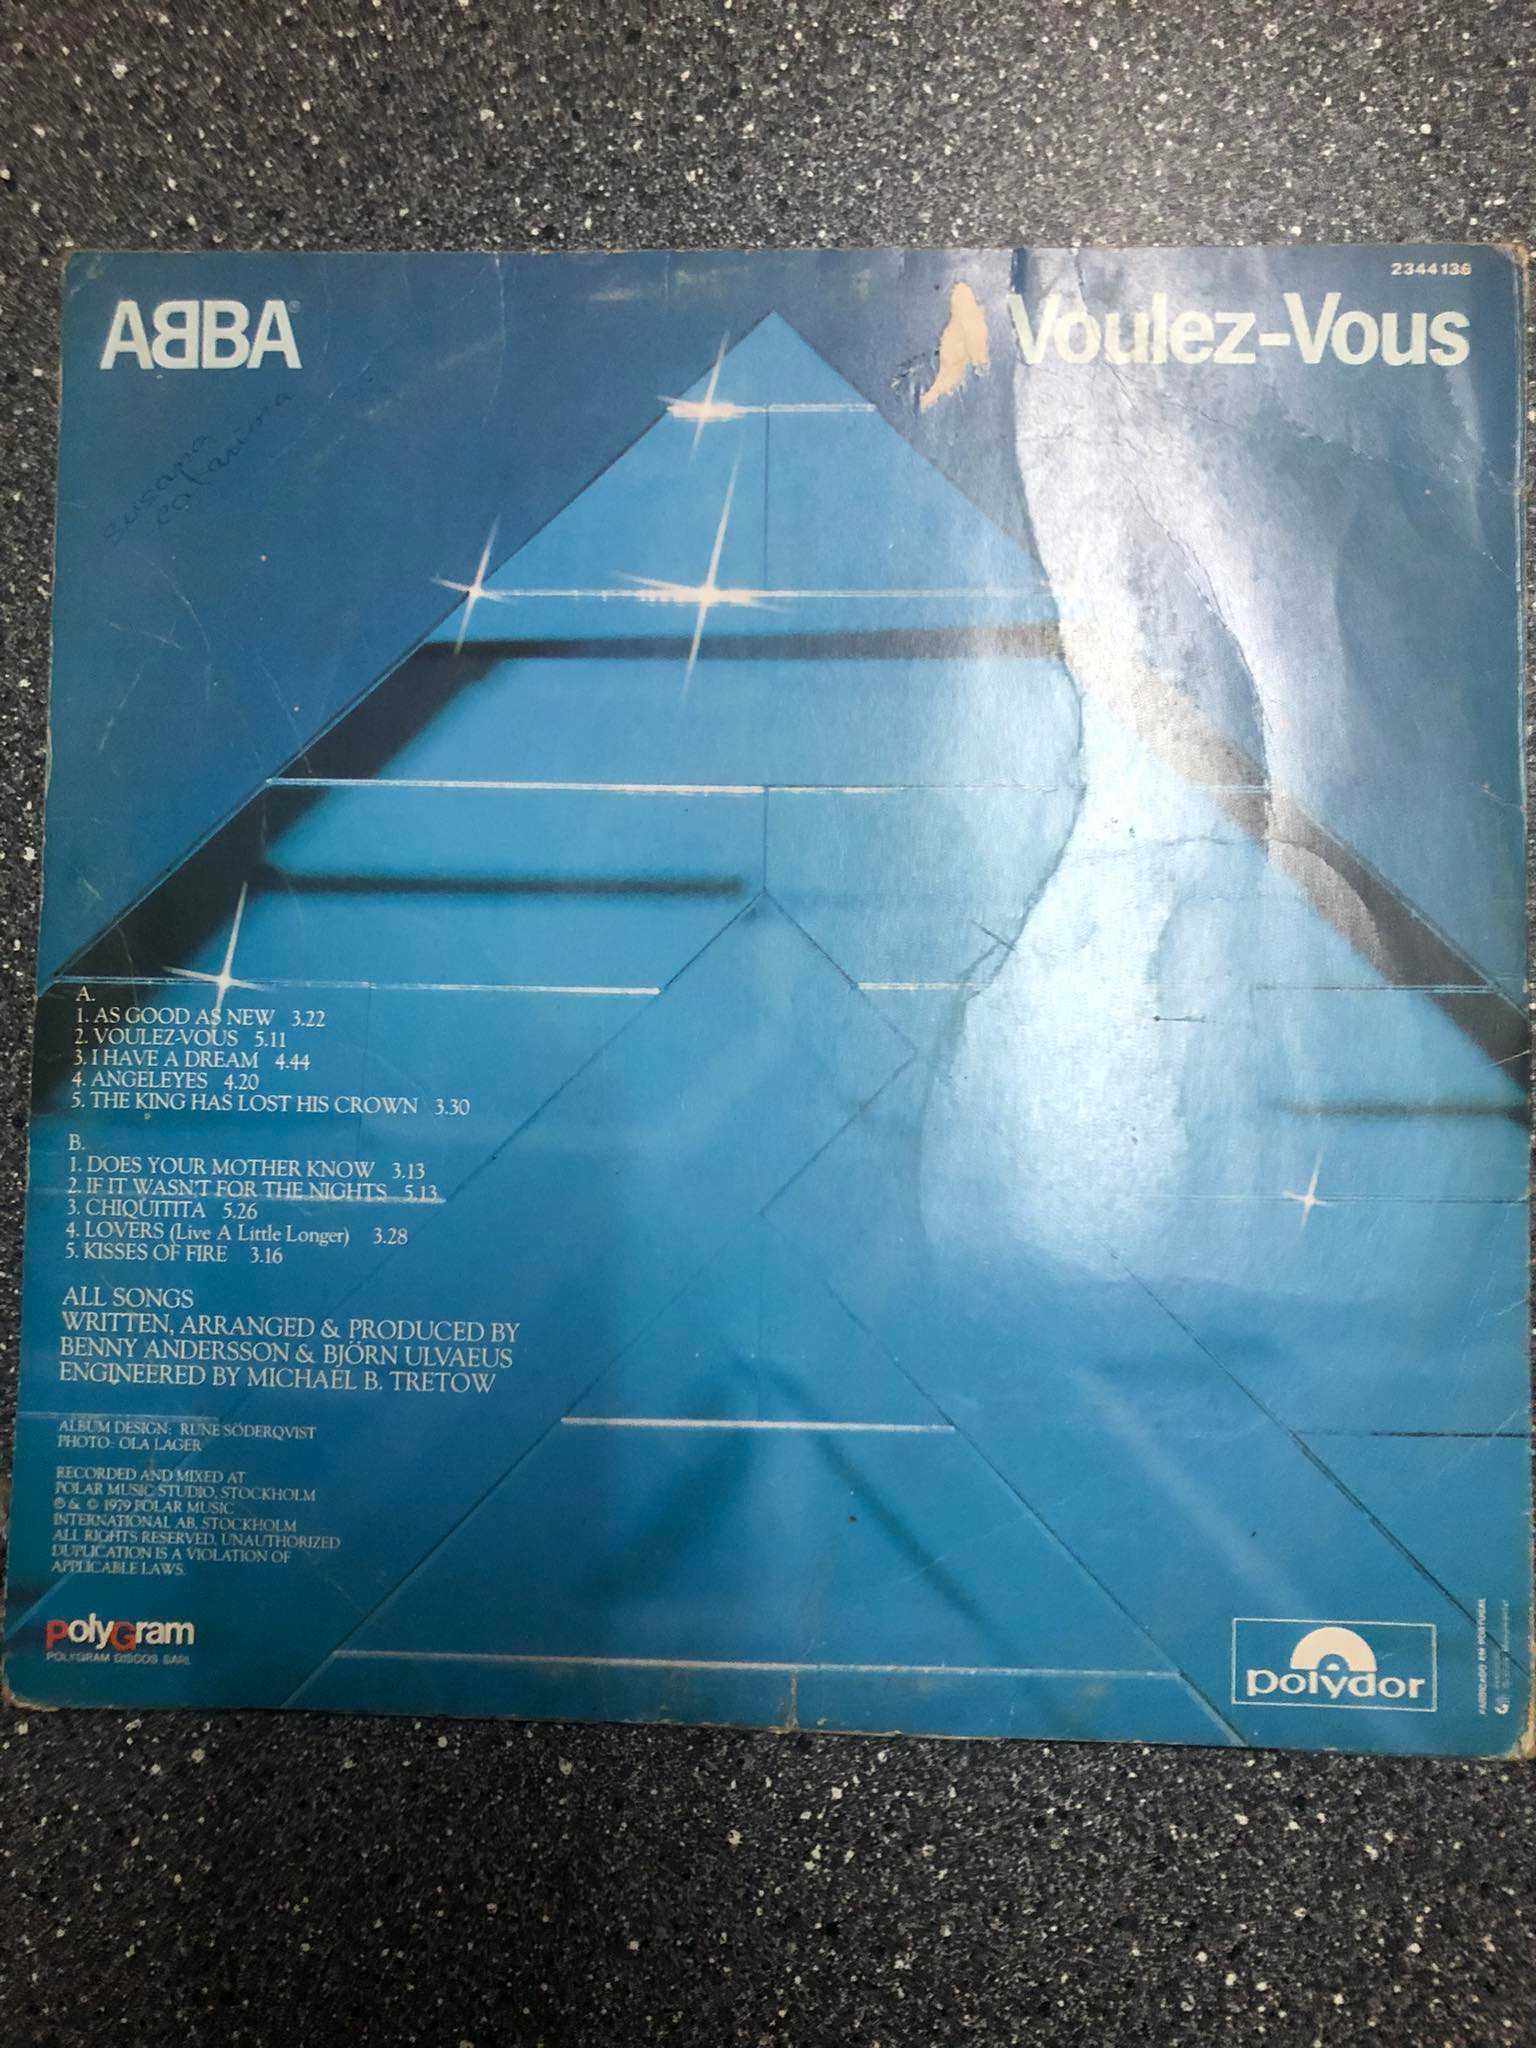 2344136
ABBA® Voulez-Vous
susana
catarina
A.
1. AS GOOD AS NEW 3.22
2. VOULEZ-VOUS 5.11
3. I HAVE A DREAM 4.44
4. ANGELEYES 4.20
5. THE KING HAS LOST HIS CROWN 3.30
B.
1. DOES YOUR MOTHER KNOW 3.13
2. IF IT WASN'T FOR THE NIGHTS 5.13
3. CHIQUITITA 5.26
4. LOVERS (Live A Little Longer) 3.28
5. KISSES OF FIRE 3.16
ALL SONGS
WRITTEN, ARRANGED & PRODUCED BY
BENNY ANDERSSON & BJÖRN ULVAEUS
ENGINEERED BY MICHAEL B. TRETOW
ALBUM DESIGN: RUNE SÖDERQVIST
PHOTO: OLA LAGER
RECORDED AND MIXED AT
POLAR MUSIC STUDIO, STOCKHOLM
℗ & © 1979 POLAR MUSIC
INTERNATIONAL AB, STOCKHOLM
ALL RIGHTS RESERVED, UNAUTHORIZED
DUPLICATION IS A VIOLATION OF
APPLICABLE LAWS.
PolyGram
POLYGRAM DISCOS SARL
polydor
FABRICADO EM PORTUGAL